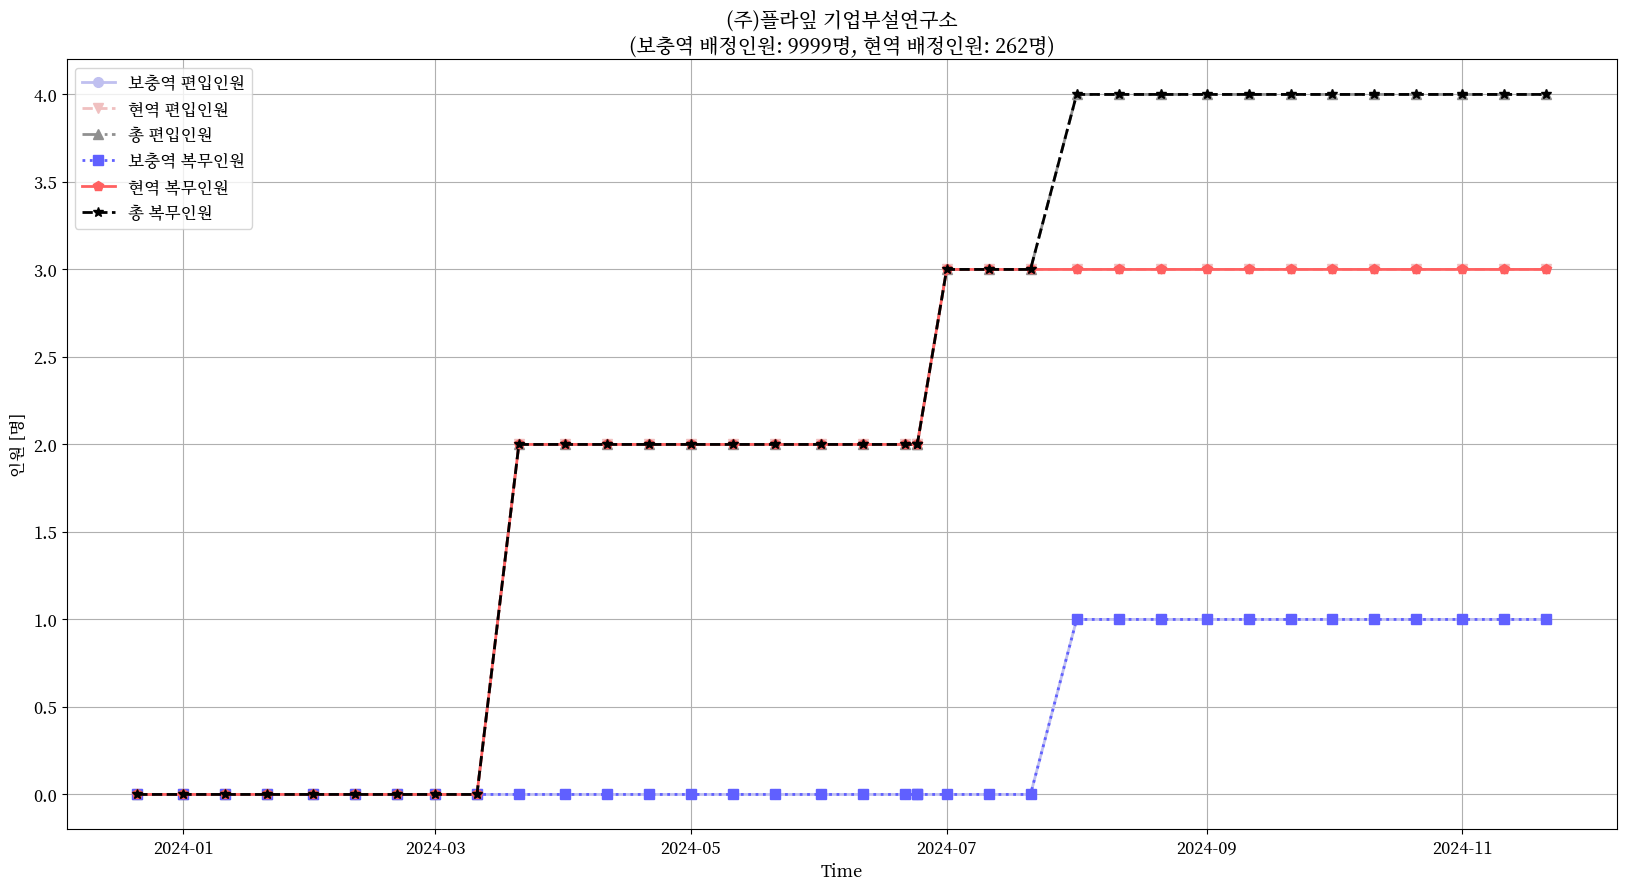 (주)플라잎 기업부설연구소
(보충역 배정인원: 9999명, 현역 배정인원: 262명)
보충역 편입인원
현역 편입인원
총 편입인원
보충역 복무인원
현역 복무인원
총 복무인원
4.0
3.5
3.0
2.5
2.0
1.5
1.0
0.5
0.0
인원 [명]
2024-01
2024-03
2024-05
2024-07
2024-09
2024-11
Time